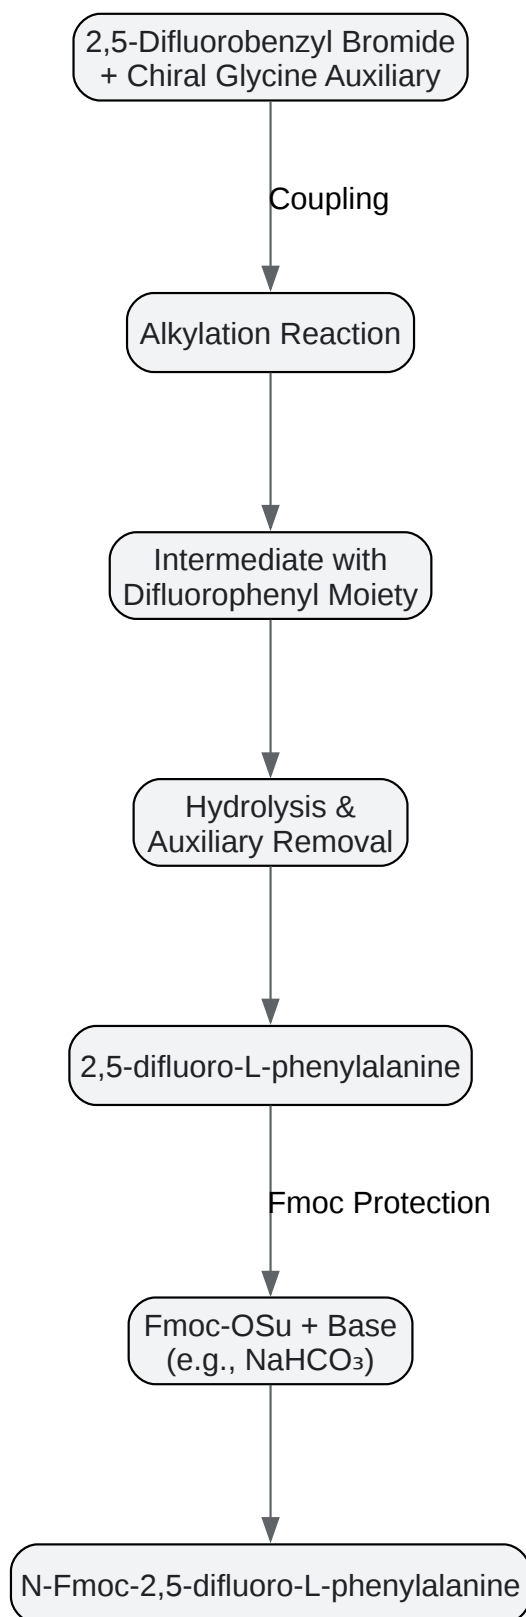 2,5-Difluorobenzyl Bromide
+ Chiral Glycine Auxiliary
Coupling
Alkylation Reaction
Intermediate with
Difluorophenyl Moiety
Hydrolysis &
Auxiliary Removal
2,5-difluoro-L-phenylalanine
Fmoc Protection
Fmoc-OSu + Base
(e.g., NaHCO₃)
N-Fmoc-2,5-difluoro-L-phenylalanine